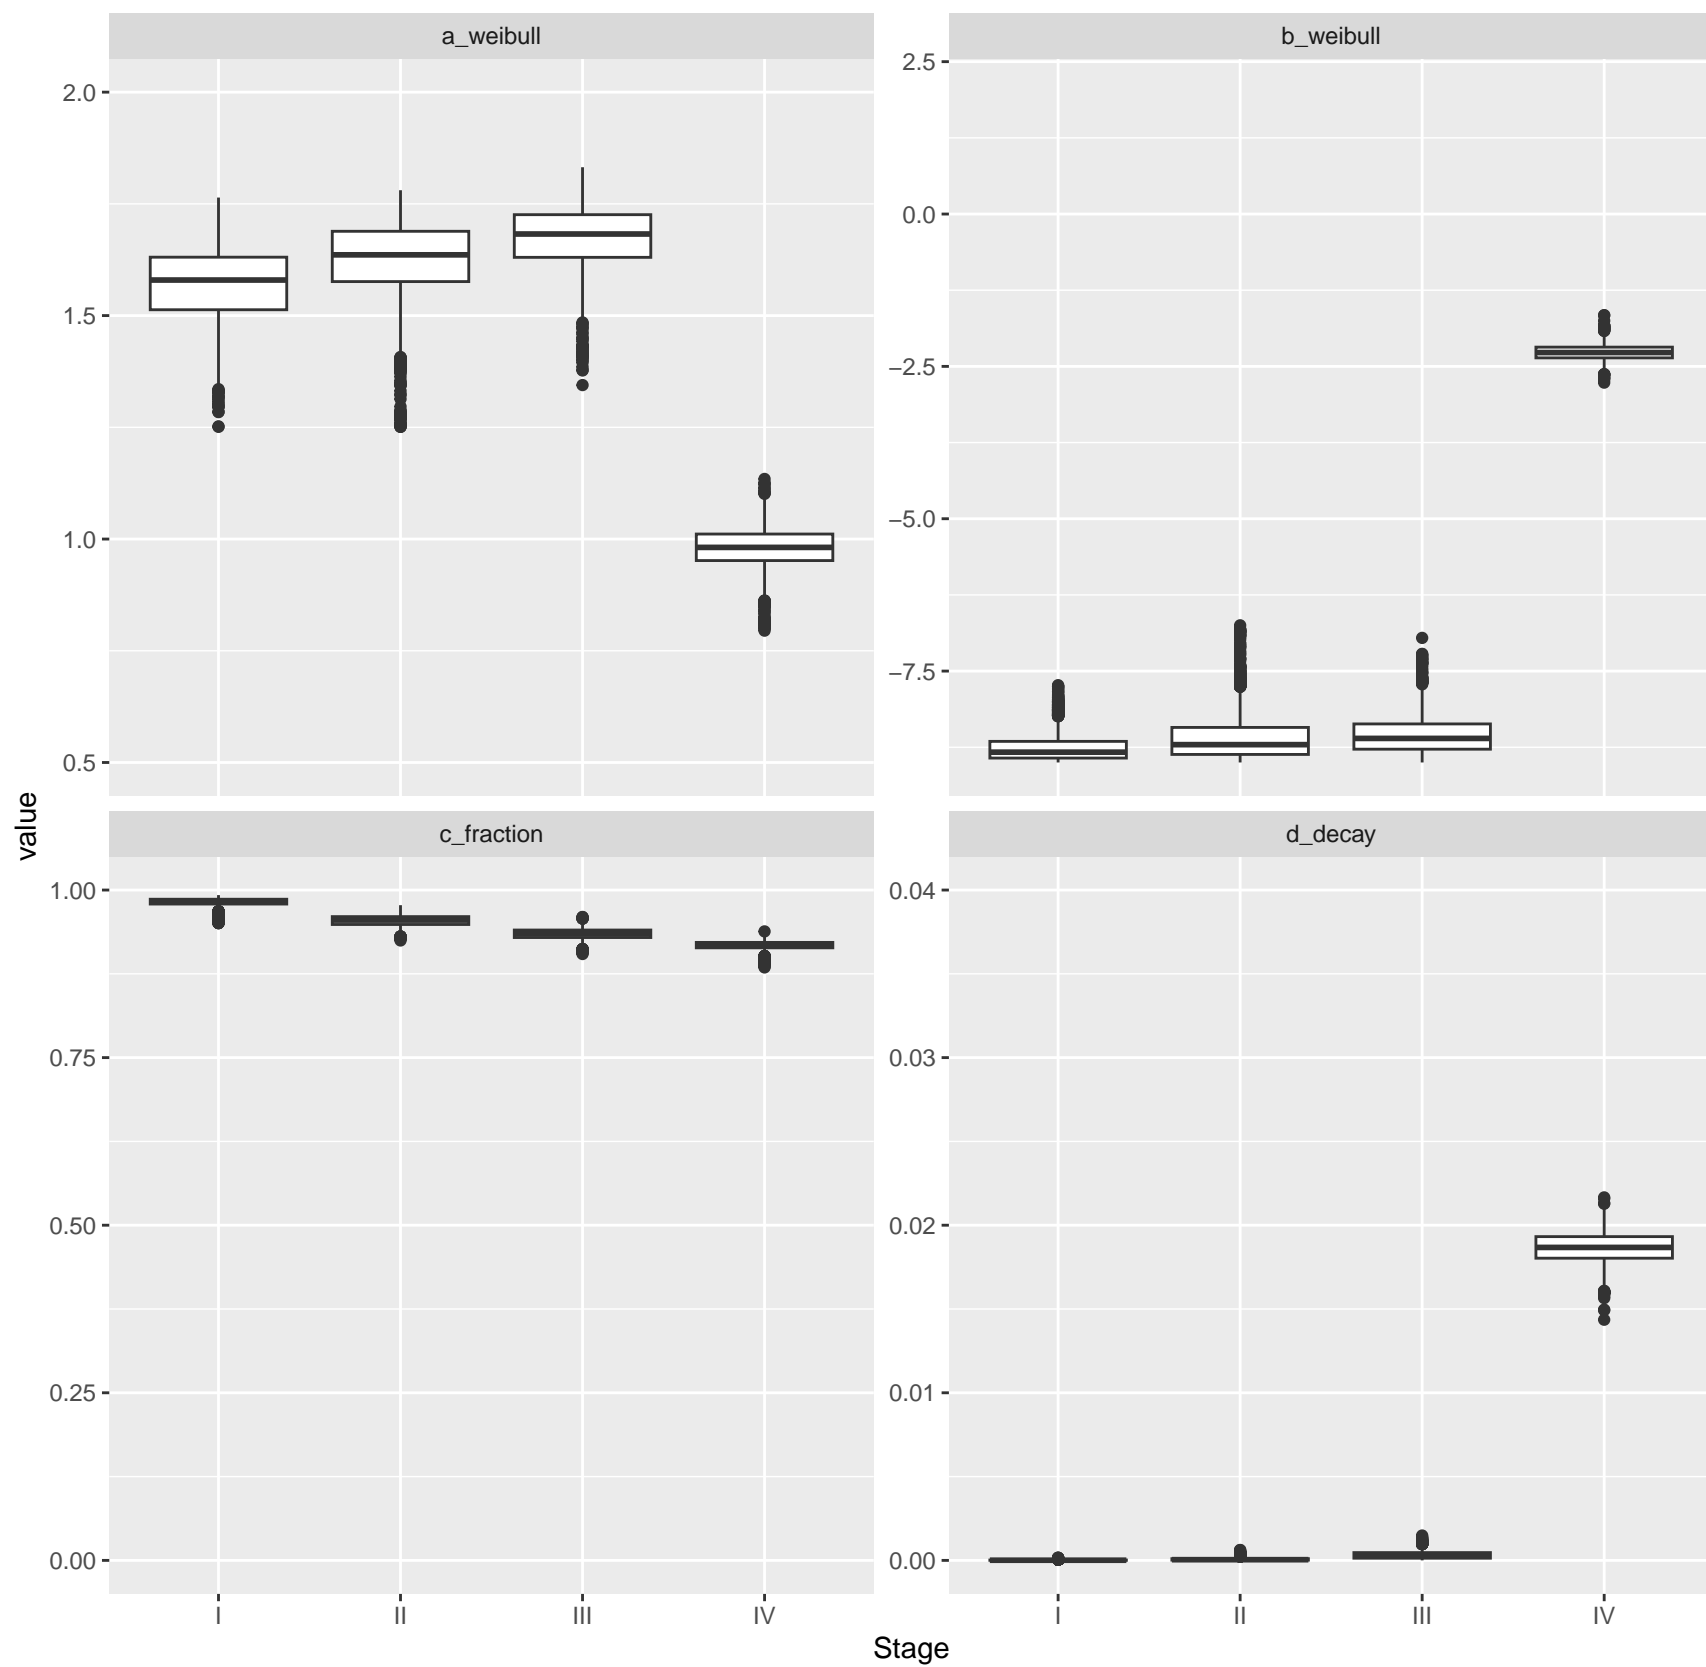 a_weibull
b_weibull
2.0
1.5
1.0
0.5
2.5
0.0
−2.5
−5.0
−7.5
value
c_fraction
d_decay
1.00
0.75
0.50
0.25
0.00
0.04
0.03
0.02
0.01
0.00
I II III IV
I II III IV
Stage